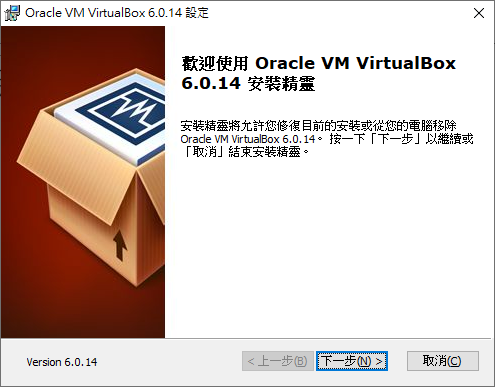 Oracle VM VirtualBox 6.0.14 設定
歡迎使用 Oracle VM VirtualBox
6.0.14 安裝精靈
安裝精靈將允許您修復目前的安裝或從您的電腦移除
Oracle VM VirtualBox 6.0.14。 按一下「下一步」以繼續或
「取消」結束安裝精靈。
Version 6.0.14
< 上一步(B)
下一步(N) >
取消(C)